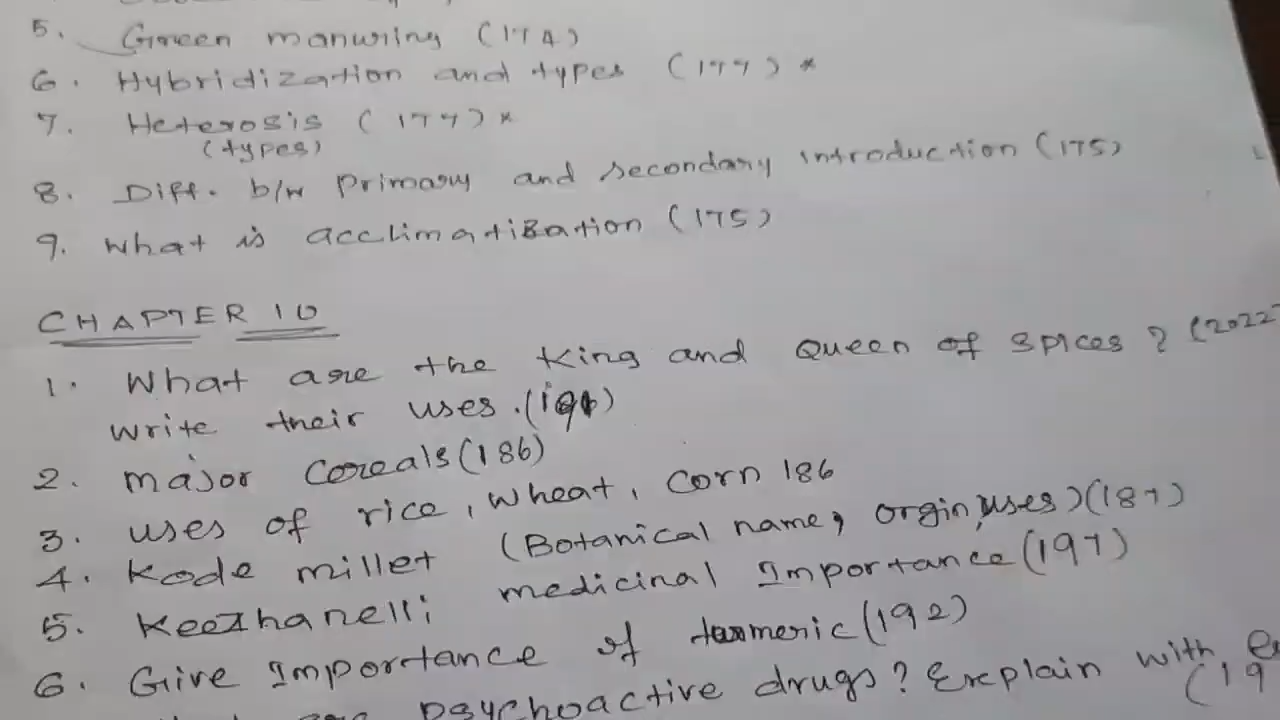 5. Green manuring (174)
6. Hybridization and types (177) *
7. Heterosis (177) *
(types)
8. Diff. b/w primary and secondary introduction (175)
9. What is acclimatization (175)
CHAPTER 10
1. What are the King and Queen of Spices? (2022
Write their uses.
2. major Cereals (186)
3. uses of rice, Wheat, Corn 186
4. Kode millet (Botanical name, orgin, uses) (187)
5. Keezhanelli medicinal Importance (197)
6. Give Importance of turmeric (192)
psychoactive drugs? Explain with
(19